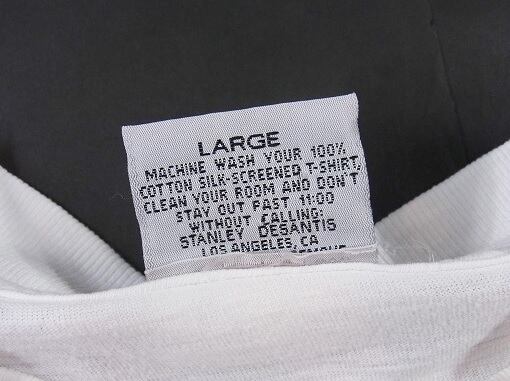 LARGE
MACHINE WASH YOUR 100%
COTTON SILK-SCREENED T-SHIRT,
CLEAN YOUR ROOM AND DON'T
STAY OUT PAST 11:00
WITHOUT CALLING!
STANLEY DESANTIS
LOS ANGELES, CA